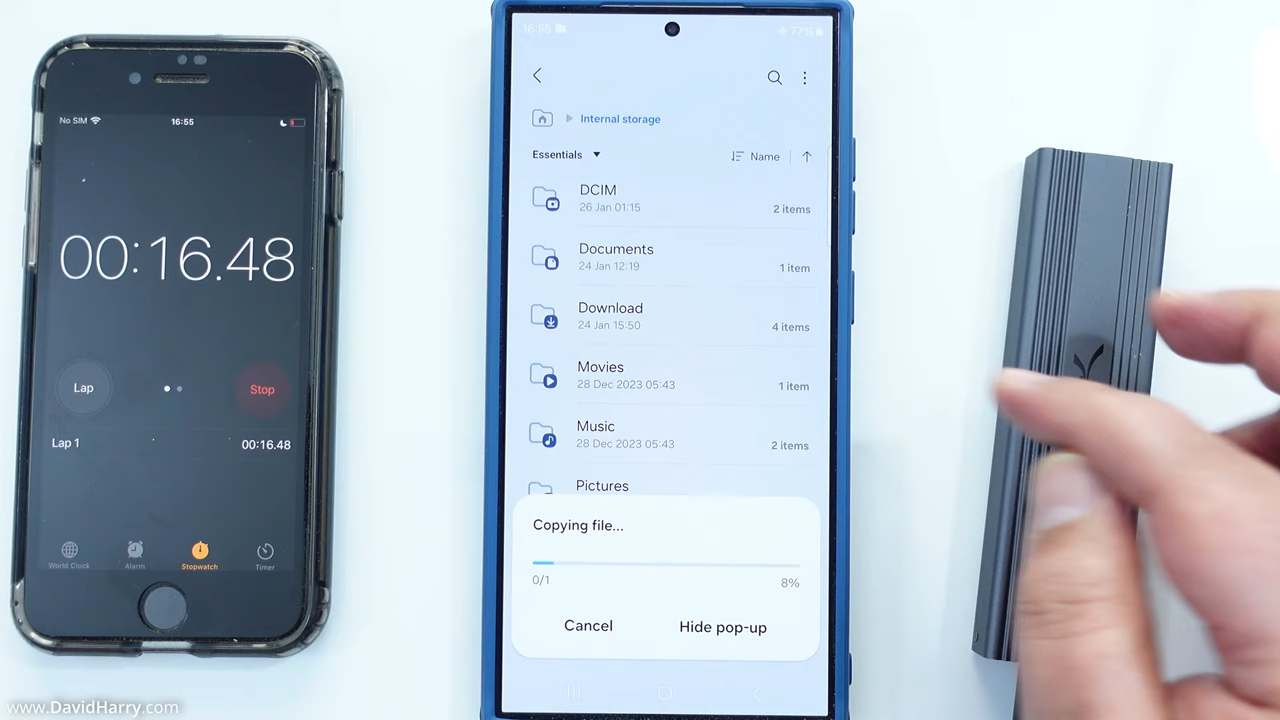 No SIM
16:55
00:16.48
Lap
Stop
Lap 1
00:16.48
World Clock
Alarm
Stopwatch
Timer
16:55
77%
Internal storage
Essentials
Name
DCIM
26 Jan 01:15
2 items
Documents
24 Jan 12:19
1 item
Download
24 Jan 15:50
4 items
Movies
28 Dec 2023 05:43
1 item
Music
28 Dec 2023 05:43
2 items
Pictures
Copying file...
0/1
8%
Cancel
Hide pop-up
www.DavidHarry.com